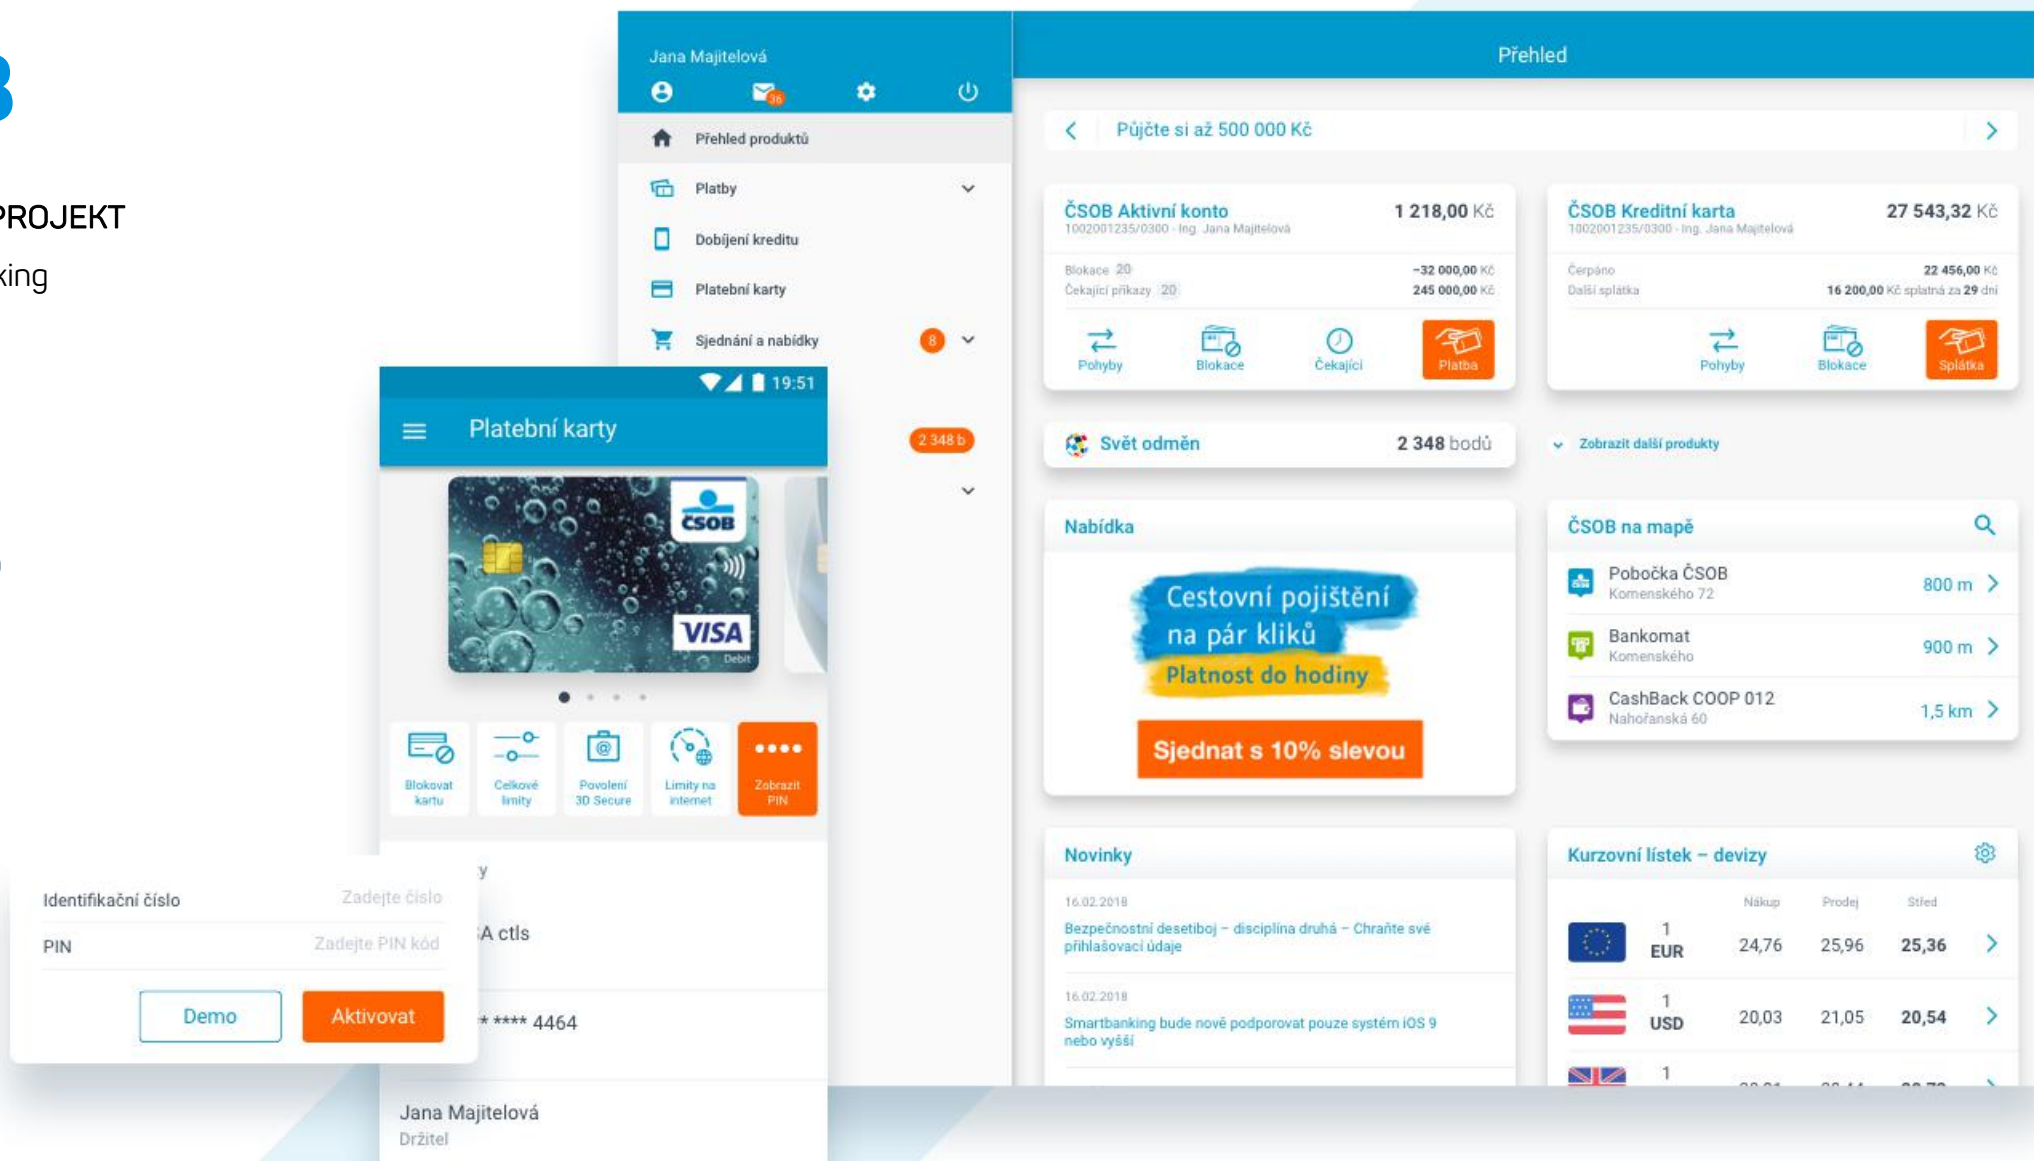 B
PROJEKT
king
Jana Majitelová
36
Přehled produktů
Platby
Dobíjení kreditu
Platební karty
Sjednání a nabídky 8
2 348 b
Přehled
Půjčte si až 500 000 Kč
ČSOB Aktivní konto 1 218,00 Kč
1002001235/0300 - Ing. Jana Majitelová
Blokace 20 -32 000,00 Kč
Čekající příkazy 20 245 000,00 Kč
Pohyby Blokace Čekající Platba
ČSOB Kreditní karta 27 543,32 Kč
1002001235/0300 - Ing. Jana Majitelová
Čerpáno 22 456,00 Kč
Další splátka 16 200,00 Kč splatná za 29 dní
Pohyby Blokace Splátka
Svět odměn 2 348 bodů
Zobrazit další produkty
Nabídka
Cestovní pojištění
na pár kliků
Platnost do hodiny
Sjednat s 10% slevou
ČSOB na mapě
Pobočka ČSOB 800 m
Komenského 72
Bankomat 900 m
Komenského
CashBack COOP 012 1,5 km
Nahořanská 60
Novinky
16.02.2018
Bezpečnostní desetiboj – disciplína druhá – Chraňte své
přihlašovací údaje
16.02.2018
Smartbanking bude nově podporovat pouze systém iOS 9
nebo vyšší
Kurzovní lístek – devizy
Nákup Prodej Střed
1
EUR 24,76 25,96 25,36
1
USD 20,03 21,05 20,54
1
19:51
Platební karty
ČSOB
VISA
Debit
Blokovat
kartu
Celkové
limity
Povolení
3D Secure
Limity na
internet
Zobrazit
PIN
y
A ctls
* **** 4464
Jana Majitelová
Držitel
Identifikační číslo Zadejte číslo
PIN Zadejte PIN kód
Demo Aktivovat